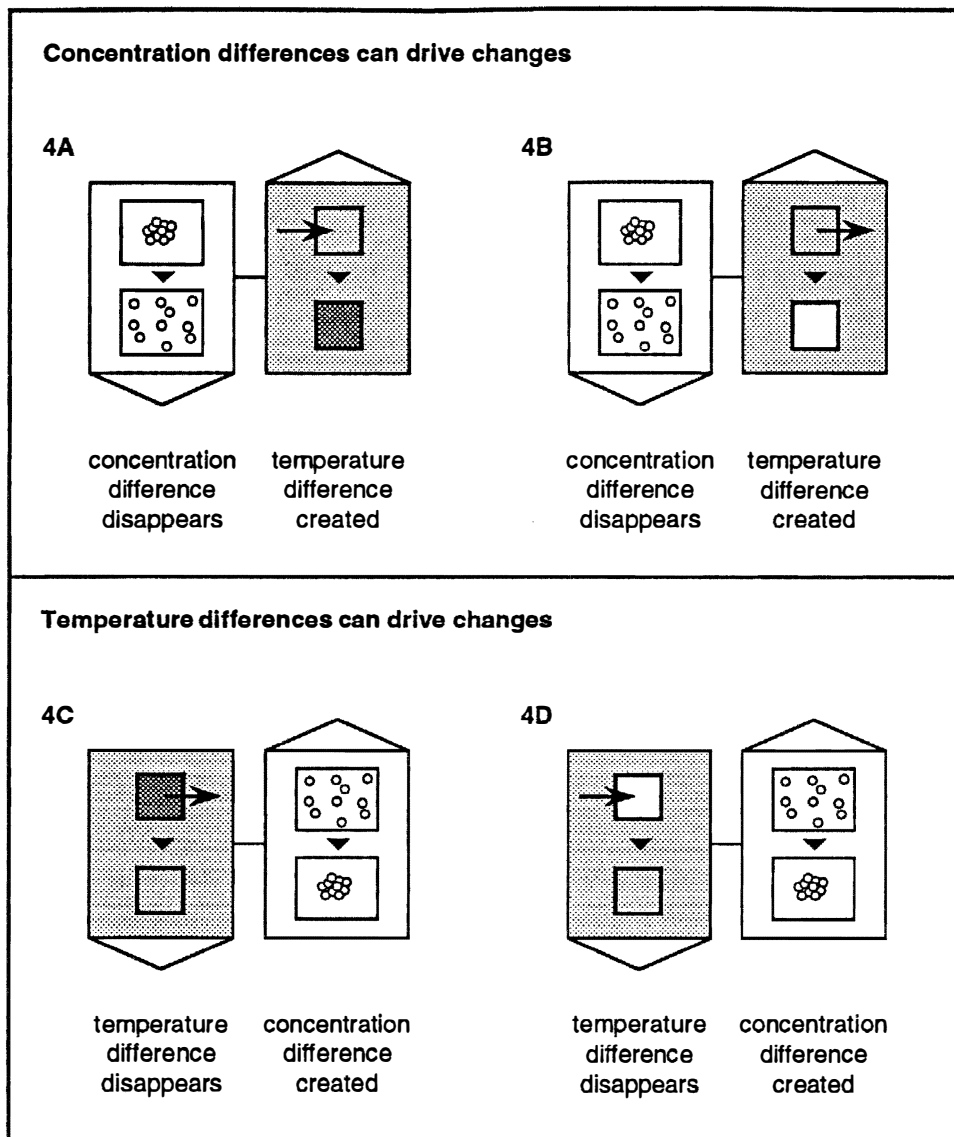 Concentration differences can drive changes
4A
4B
concentration
difference
disappears
temperature
difference
created
concentration
difference
disappears
temperature
difference
created
Temperature differences can drive changes
4C
4D
temperature
difference
disappears
concentration
difference
created
temperature
difference
disappears
concentration
difference
created